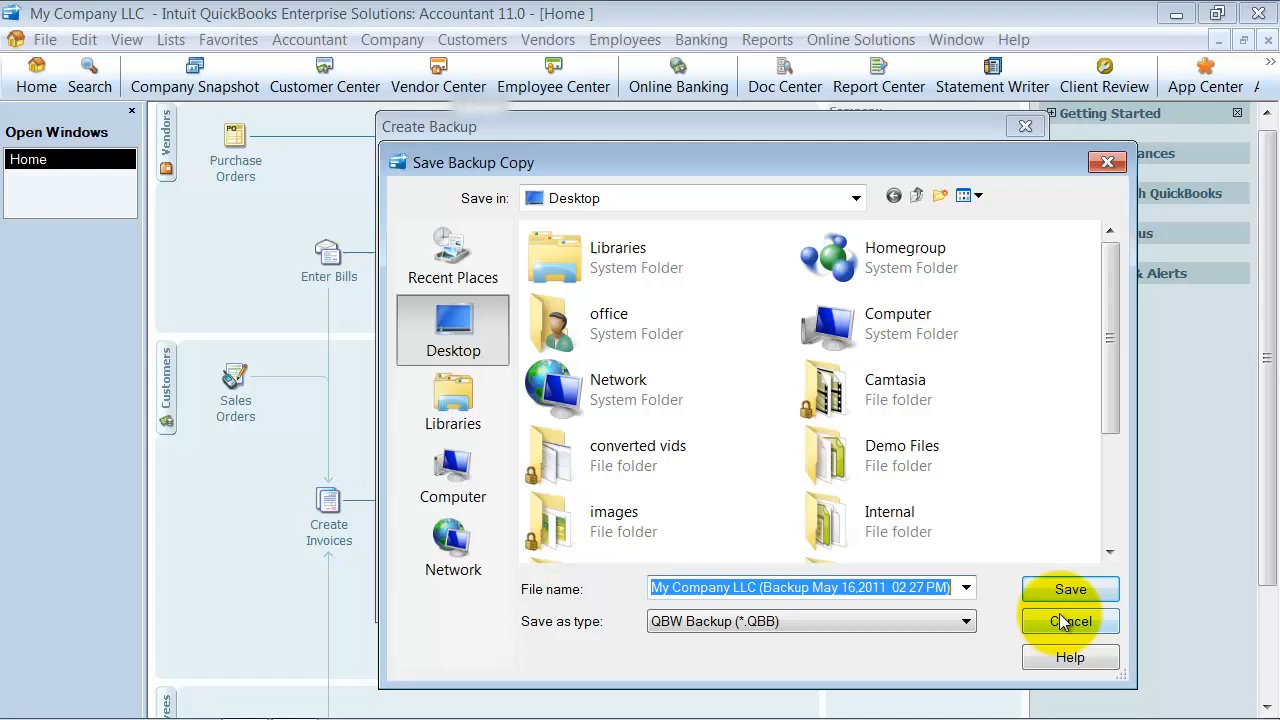 My Company LLC - Intuit QuickBooks Enterprise Solutions: Accountant 11.0 - [Home ]
File Edit View Lists Favorites Accountant Company Customers Vendors Employees Banking Reports Online Solutions Window Help
Home Search Company Snapshot Customer Center Vendor Center Employee Center Online Banking Doc Center Report Center Statement Writer Client Review App Center
Open Windows
Home
Vendors
Purchase
Orders
Enter Bills
Customers
Sales
Orders
Create
Invoices
Getting Started
ances
h QuickBooks
us
& Alerts
Create Backup
Save Backup Copy
Save in: Desktop
Recent Places
Desktop
Libraries
Computer
Network
Libraries
System Folder
Homegroup
System Folder
office
System Folder
Computer
System Folder
Network
System Folder
Camtasia
File folder
converted vids
File folder
Demo Files
File folder
images
File folder
Internal
File folder
File name: My Company LLC (Backup May 16,2011 02 27 PM)
Save
Save as type: QBW Backup (*.QBB)
Cancel
Help